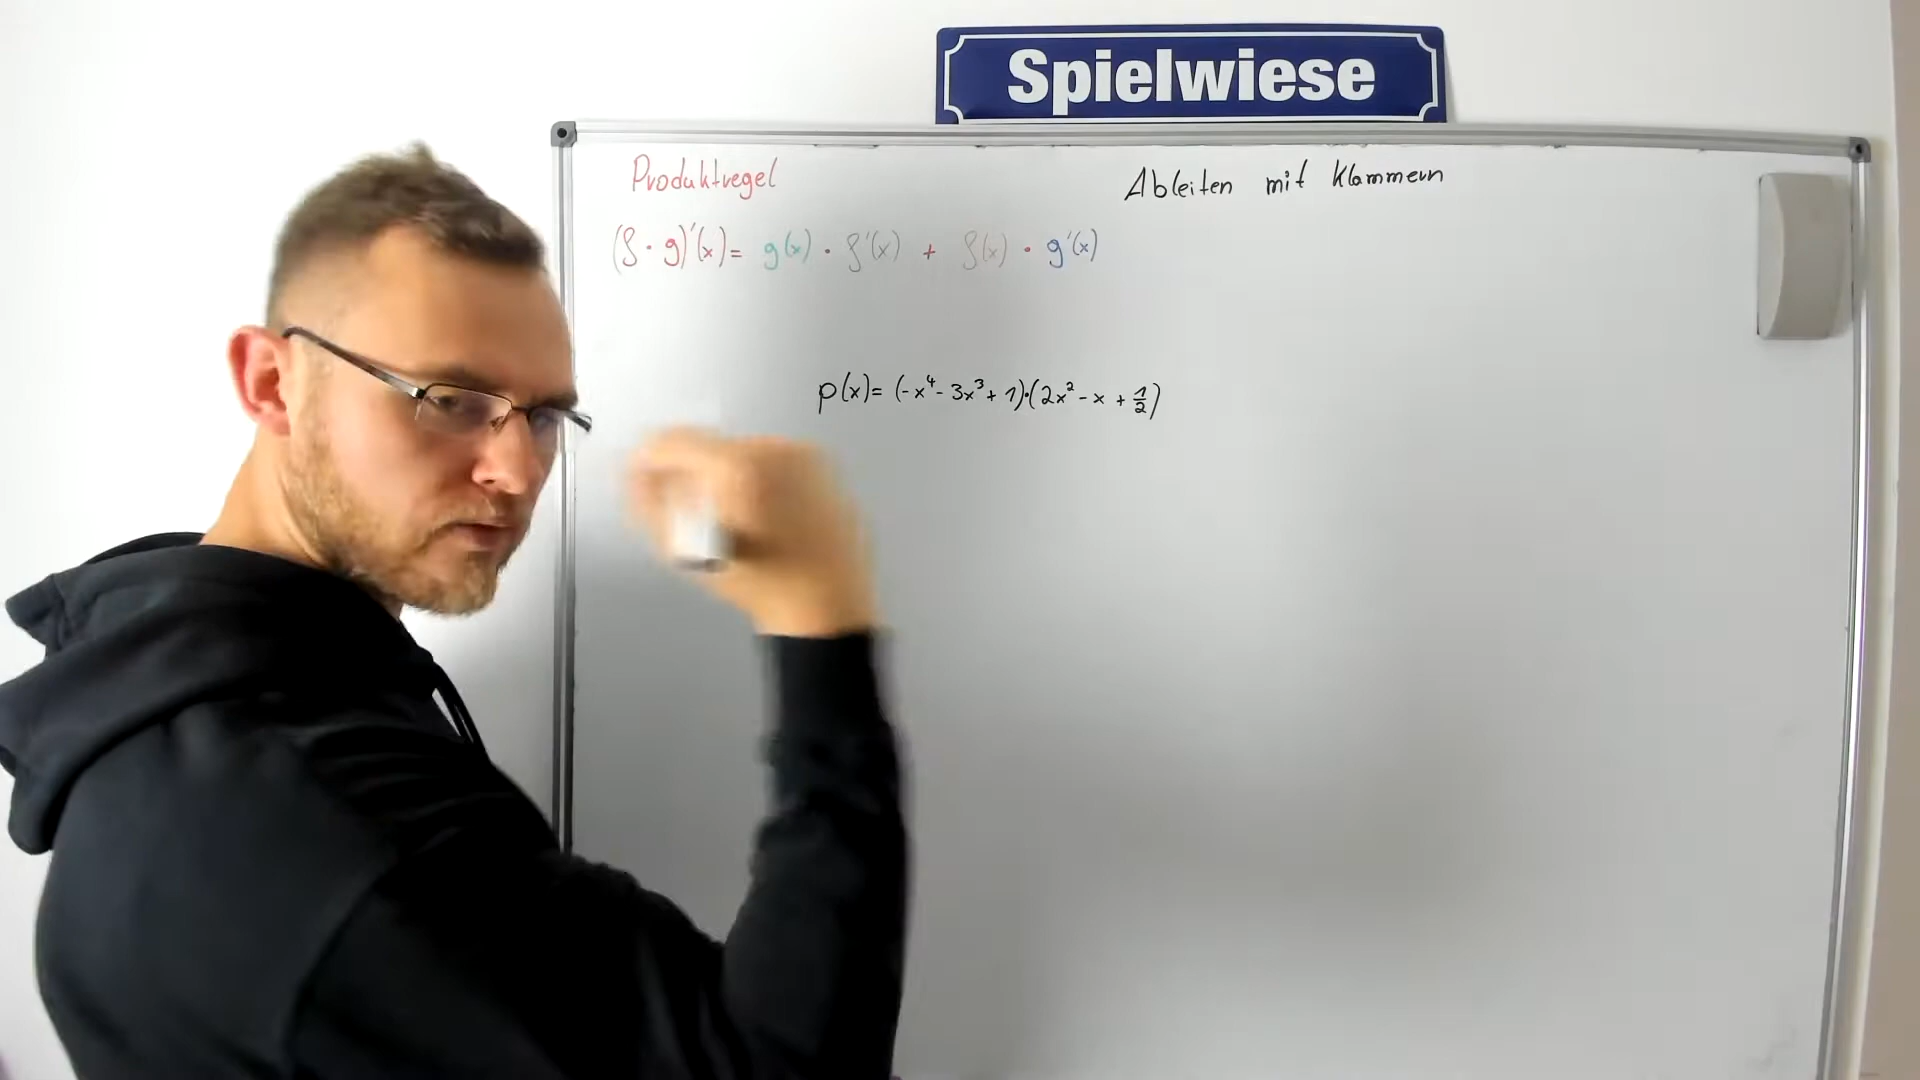 Spielwiese
Produktregel
Ableiten mit Klammern
(f · g)'(x) = g(x) · f'(x) + f(x) · g'(x)
p(x) = (-x⁴ - 3x³ + 1)·(2x² - x + 1/2)